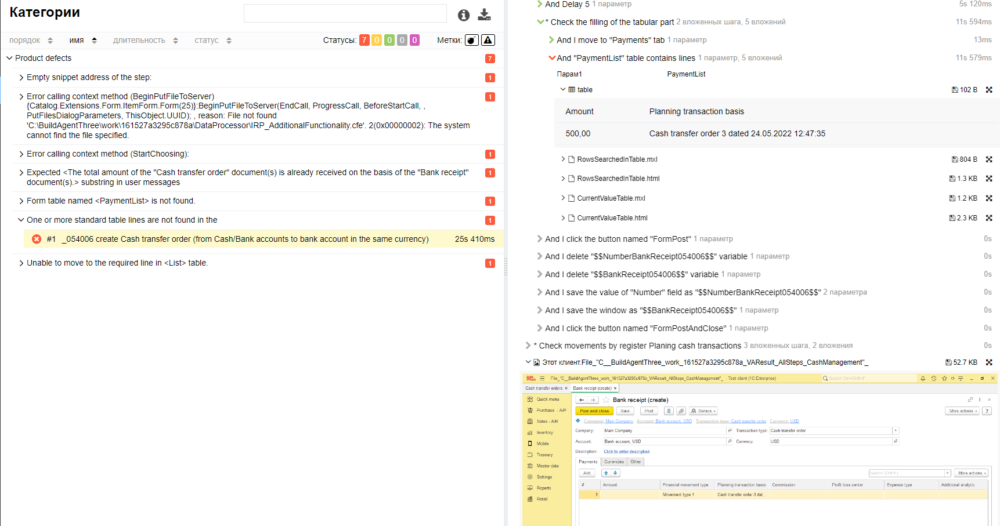 Категории
порядок имя длительность статус Статусы: 7 0 0 0 0 Метки:
Product defects 7
Empty snippet address of the step: 1
Error calling context method (BeginPutFileToServer) 1
{Catalog.Extensions.Form.ItemForm.Form(25)}:BeginPutFileToServer(EndCall, ProgressCall, BeforeStartCall, ,
PutFilesDialogParameters, ThisObject.UUID); , reason: File not found
'C:\BuildAgentThree\work\161527a3295c878a\DataProcessor\IRP_AdditionalFunctionality.cfe'. 2(0x00000002): The system
cannot find the file specified.
Error calling context method (StartChoosing): 1
Expected <The total amount of the "Cash transfer order" document(s) is already received on the basis of the "Bank receipt" 1
document(s).> substring in user messages
Form table named <PaymentList> is not found. 1
One or more standard table lines are not found in the 1
#1 _054006 create Cash transfer order (from Cash/Bank accounts to bank account in the same currency) 25s 410ms
Unable to move to the required line in <List> table. 1
And Delay 5 1 параметр 5s 120ms
* Check the filling of the tabular part 2 вложенных шага, 5 вложений 11s 594ms
And I move to "Payments" tab 1 параметр 13ms
And "PaymentList" table contains lines 1 параметр, 5 вложений 11s 579ms
Парам1 PaymentList
table 102 B
Amount Planning transaction basis
500,00 Cash transfer order 3 dated 24.05.2022 12:47:35
RowsSearchedInTable.mxl 804 B
RowsSearchedInTable.html 1.3 KB
CurrentValueTable.mxl 1.2 KB
CurrentValueTable.html 2.3 KB
And I click the button named "FormPost" 1 параметр 0s
And I delete "$$NumberBankReceipt054006$$" variable 1 параметр 0s
And I delete "$$BankReceipt054006$$" variable 1 параметр 0s
And I save the value of "Number" field as "$$NumberBankReceipt054006$$" 2 параметра 0s
And I save the window as "$$BankReceipt054006$$" 1 параметр 0s
And I click the button named "FormPostAndClose" 1 параметр 0s
* Check movements by register Planing cash transactions 3 вложенных шага, 2 вложения 0s
Этот клиент.File_"C__BuildAgentThree_work_161527a3295c878a_VAResult_AllSteps_CashManagement"_ 52.7 KB
File_"C__BuildAgentThree_work_161527a3295c878a_VAResult_AllSteps_CashManagement"_ -- Test client (1C:Enterprise) Search Ctrl+Shift+F
Cash transfer orders × Bank receipt (create) ×
Quick menu
Purchase - A/P
Sales - A/R
Inventory
Mobile
Treasury
Master data
Settings
Reports
Retail
Bank receipt (create)
Post and close Save Post Service More actions ?
Company: Main Company Account: Bank account, USD Transaction type: Cash transfer order Currency: USD
Company: Main Company Transaction type: Cash transfer order
Account: Bank account, USD Currency: USD
Description: Click to enter description
Payments Currencies Other
Add Search (Ctrl+F) × More actions
# Amount Financial movement type Planning transaction basis Commission Profit loss center Expense type Additional analytic
1 Movement type 1 Cash transfer order 3 dat...